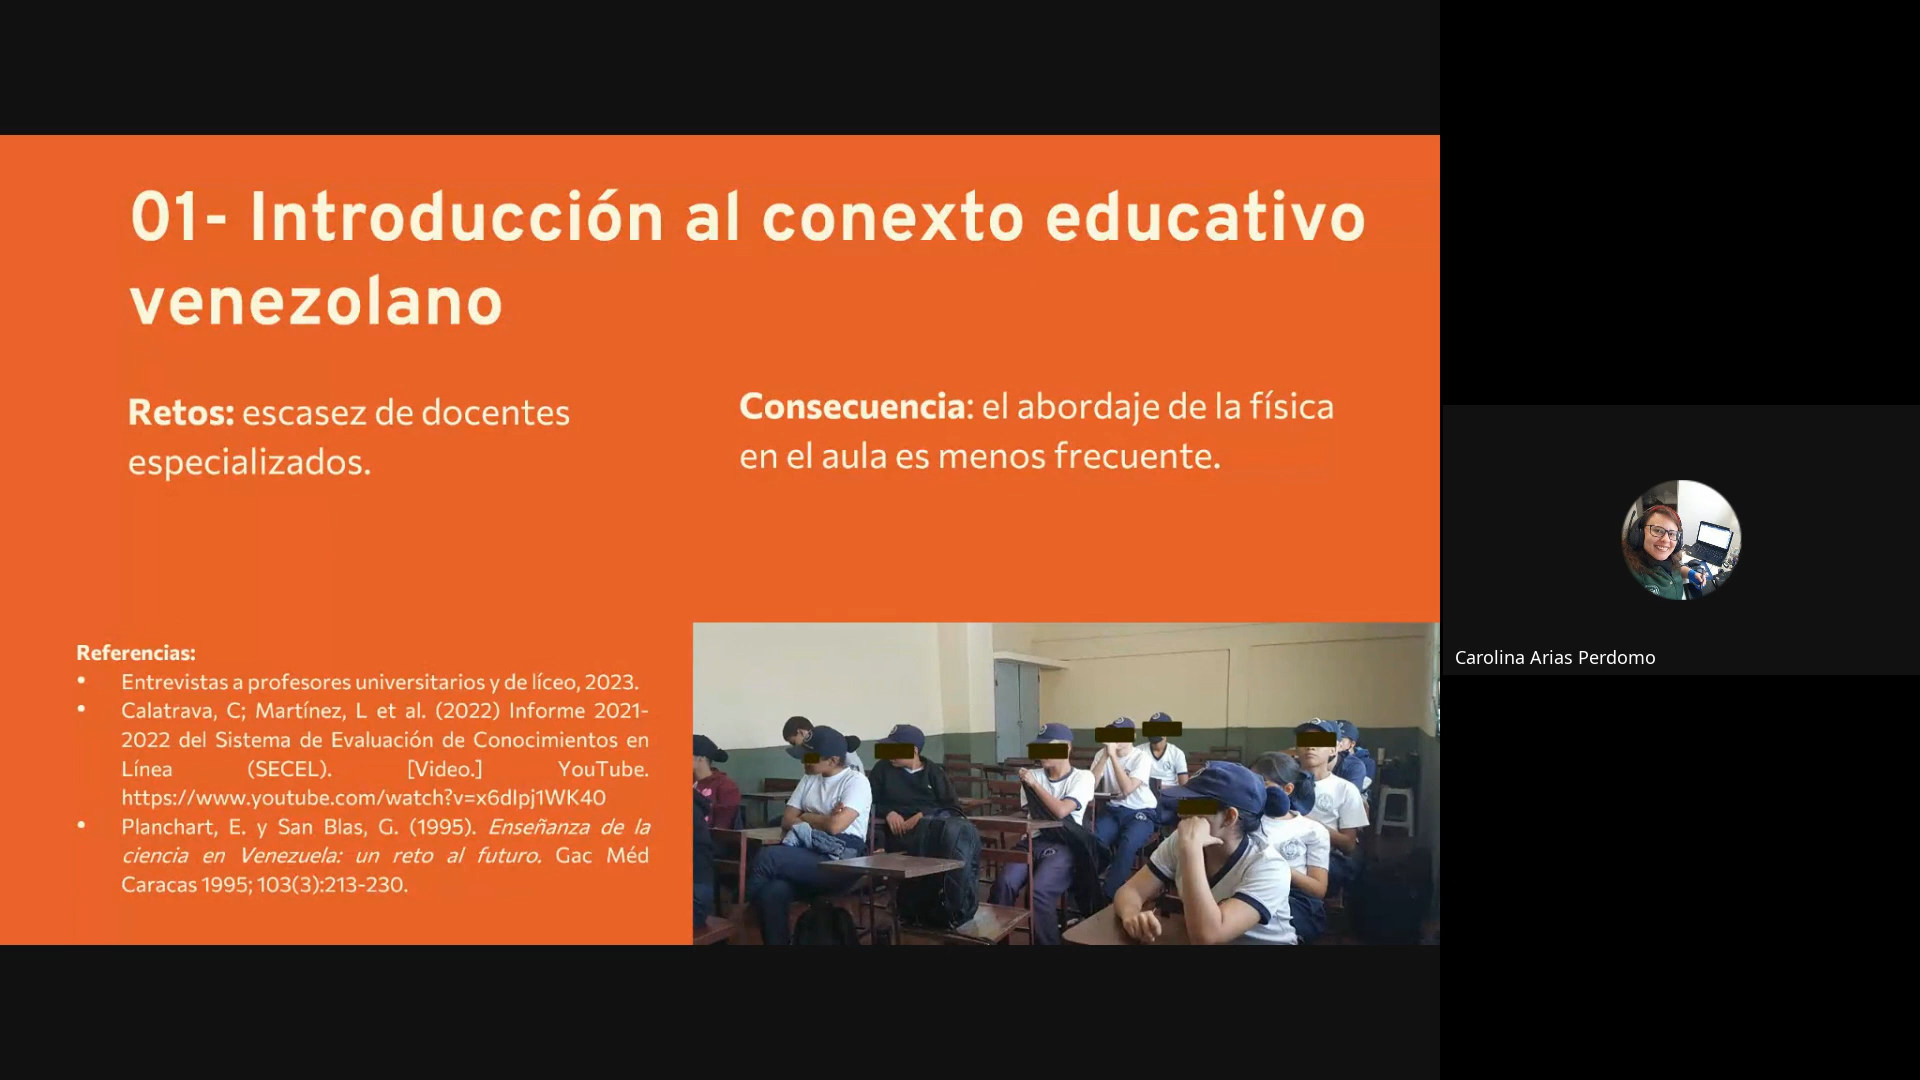 01- Introducción al conexto educativo
venezolano
Retos: escasez de docentes
especializados.
Consecuencia: el abordaje de la física
en el aula es menos frecuente.
Referencias:
• Entrevistas a profesores universitarios y de líceo, 2023.
• Calatrava, C; Martínez, L et al. (2022) Informe 2021-
2022 del Sistema de Evaluación de Conocimientos en
Línea (SECEL). [Video.] YouTube.
https://www.youtube.com/watch?v=x6dIpj1WK40
• Planchart, E. y San Blas, G. (1995). Enseñanza de la
ciencia en Venezuela: un reto al futuro. Gac Méd
Caracas 1995; 103(3):213-230.
Carolina Arias Perdomo